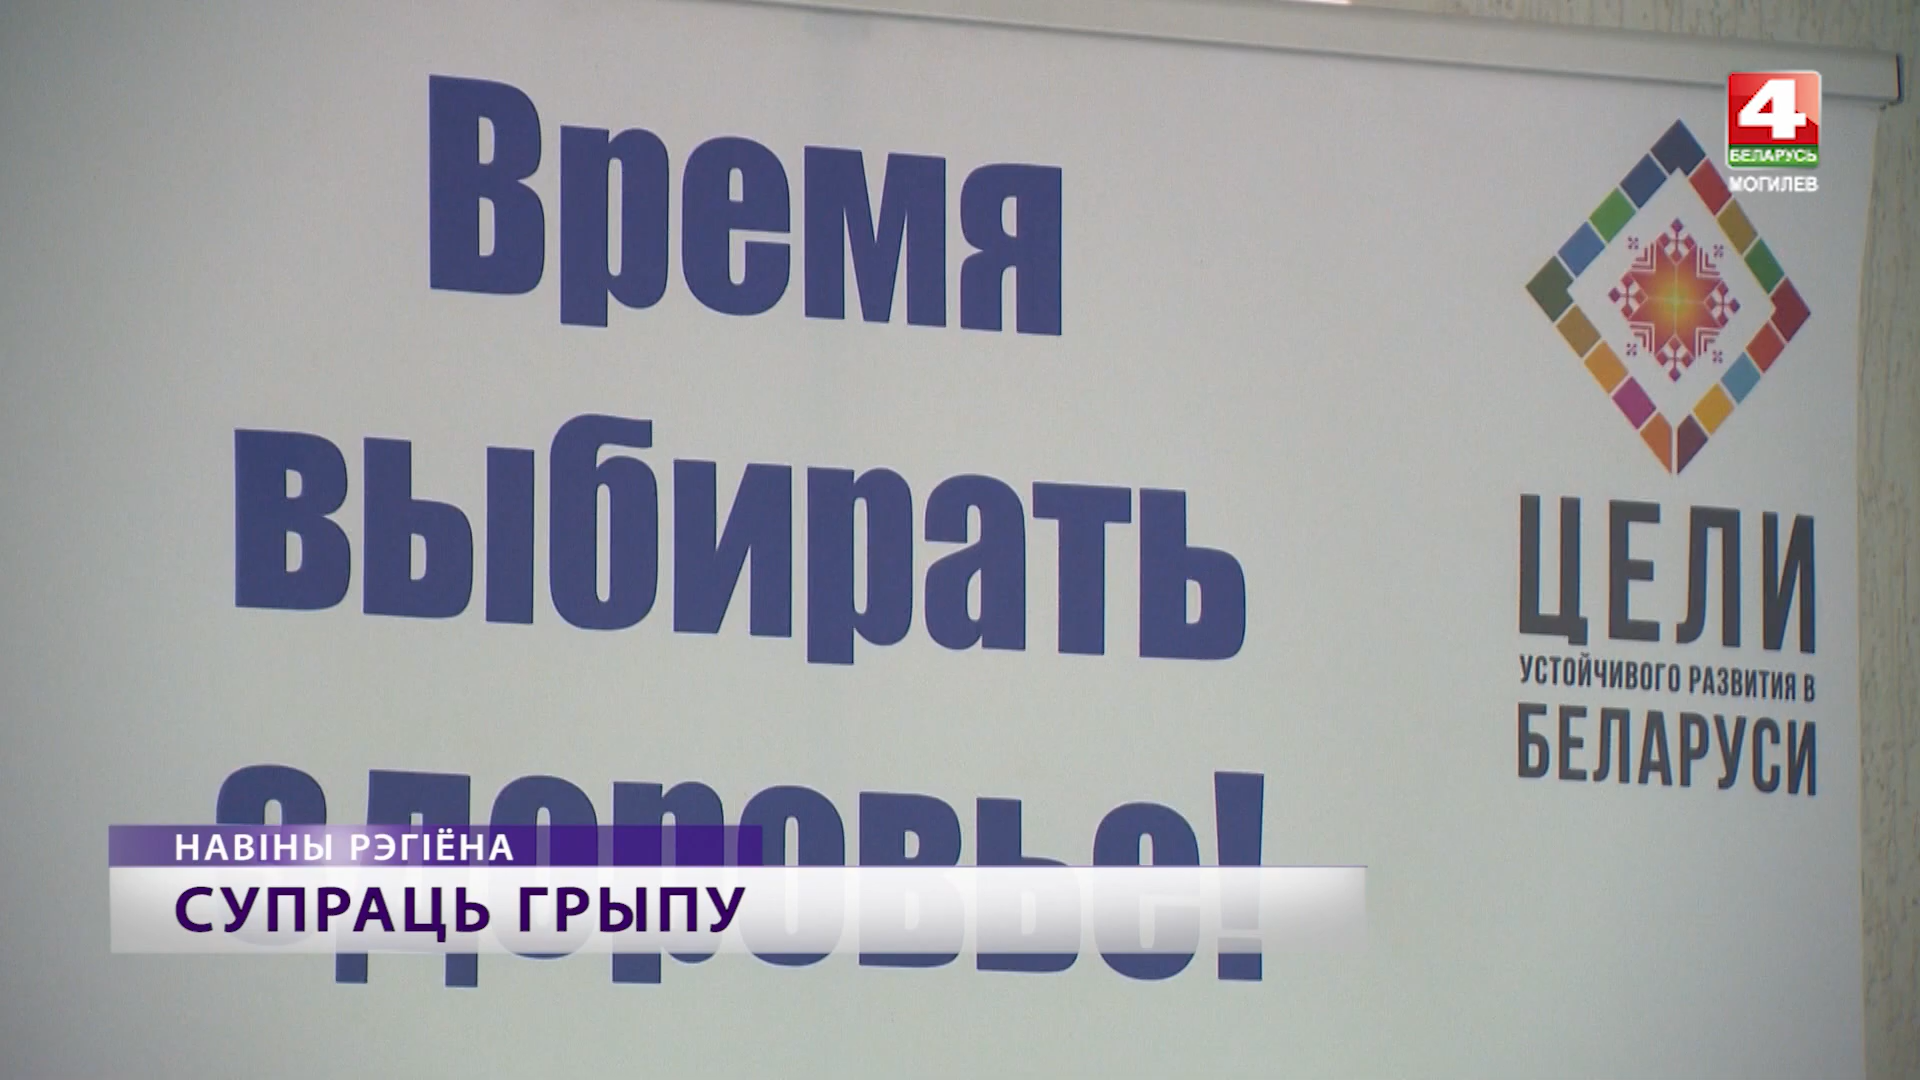 Время
выбирать
здоровье!
4
БЕЛАРУСЬ
МОГИЛЕВ
ЦЕЛИ
УСТОЙЧИВОГО РАЗВИТИЯ В
БЕЛАРУСИ
НАВІНЫ РЭГІЁНА
СУПРАЦЬ ГРЫПУ